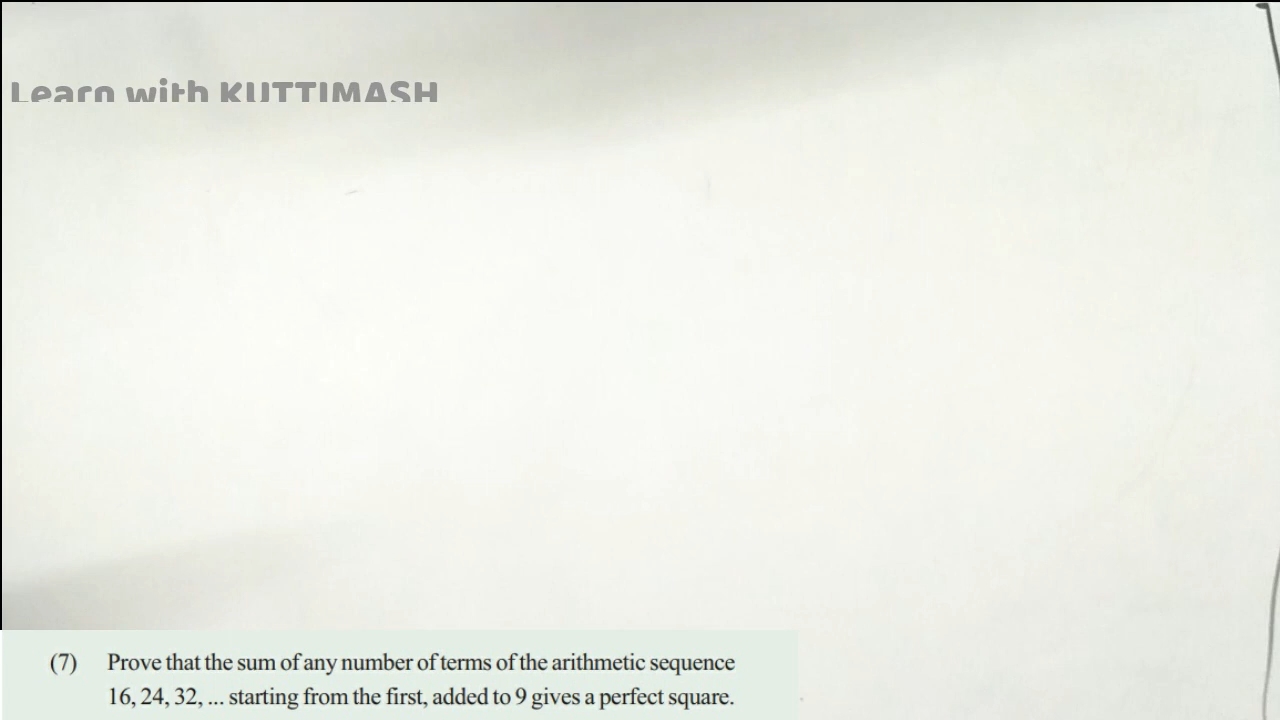 Learn with KUTTIMASH
(7) Prove that the sum of any number of terms of the arithmetic sequence
16, 24, 32, ... starting from the first, added to 9 gives a perfect square.